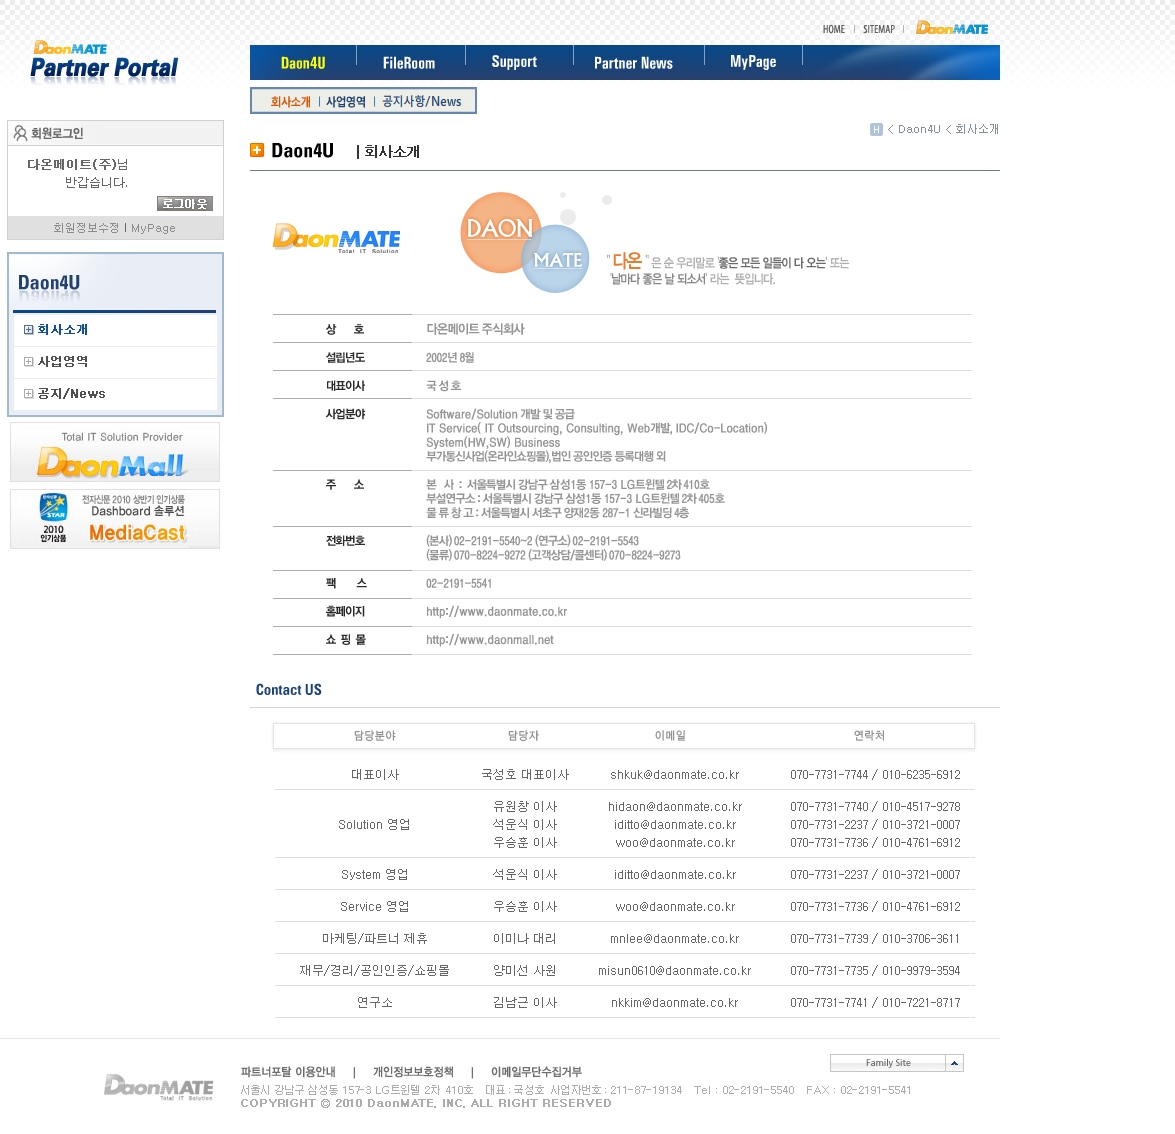 HOME | SITEMAP | DaonMATE
DaonMATE
Partner Portal
Daon4U FileRoom Support Partner News MyPage
회사소개 | 사업영역 | 공지사항/News
H < Daon4U < 회사소개
회원로그인
다온메이트(주)님
반갑습니다.
로그아웃
회원정보수정 | MyPage
Daon4U
회사소개
사업영역
공지/News
Total IT Solution Provider
DaonMall
전자신문 2010 상반기 인기상품
Dashboard 솔루션
STAR
2010
인기상품
MediaCast
Daon4U | 회사소개
DaonMATE
Total IT Solution
DAON
MATE
" 다온 " 은 순 우리말로 '좋은 모든 일들이 다 오는' 또는
'날마다 좋은 날 되소서' 라는 뜻입니다.
상 호 다온메이트 주식회사
설립년도 2002년 8월
대표이사 국 성 호
사업분야 Software/Solution 개발 및 공급
IT Service( IT Outsourcing, Consulting, Web개발, IDC/Co-Location)
System(HW,SW) Business
부가통신사업(온라인쇼핑몰),법인 공인인증 등록대행 외
주 소 본 사 : 서울특별시 강남구 삼성1동 157-3 LG트윈텔 2차 410호
부설연구소 : 서울특별시 강남구 삼성1동 157-3 LG트윈텔 2차 405호
물 류 창 고 : 서울특별시 서초구 양재2동 287-1 신라빌딩 4층
전화번호 (본사) 02-2191-5540~2 (연구소) 02-2191-5543
(물류) 070-8224-9272 (고객상담/콜센터) 070-8224-9273
팩 스 02-2191-5541
홈페이지 http://www.daonmate.co.kr
쇼 핑 몰 http://www.daonmall.net
Contact US
담당분야 담당자 이메일 연락처
대표이사 국성호 대표이사 shkuk@daonmate.co.kr 070-7731-7744 / 010-6235-6912
유원창 이사 hidaon@daonmate.co.kr 070-7731-7740 / 010-4517-9278
Solution 영업 석운식 이사 iditto@daonmate.co.kr 070-7731-2237 / 010-3721-0007
우승훈 이사 woo@daonmate.co.kr 070-7731-7736 / 010-4761-6912
System 영업 석운식 이사 iditto@daonmate.co.kr 070-7731-2237 / 010-3721-0007
Service 영업 우승훈 이사 woo@daonmate.co.kr 070-7731-7736 / 010-4761-6912
마케팅/파트너 제휴 이미나 대리 mnlee@daonmate.co.kr 070-7731-7739 / 010-3706-3611
재무/경리/공인인증/쇼핑몰 양미선 사원 misun0610@daonmate.co.kr 070-7731-7735 / 010-9979-3594
연구소 김남근 이사 nkkim@daonmate.co.kr 070-7731-7741 / 010-7221-8717
Family Site
DaonMATE
Total IT Solution
파트너포탈 이용안내 | 개인정보보호정책 | 이메일무단수집거부
서울시 강남구 삼성동 157-3 LG트윈텔 2차 410호 대표 : 국성호 사업자번호 : 211-87-19134 Tel : 02-2191-5540 FAX : 02-2191-5541
COPYRIGHT © 2010 DaonMATE, INC, ALL RIGHT RESERVED